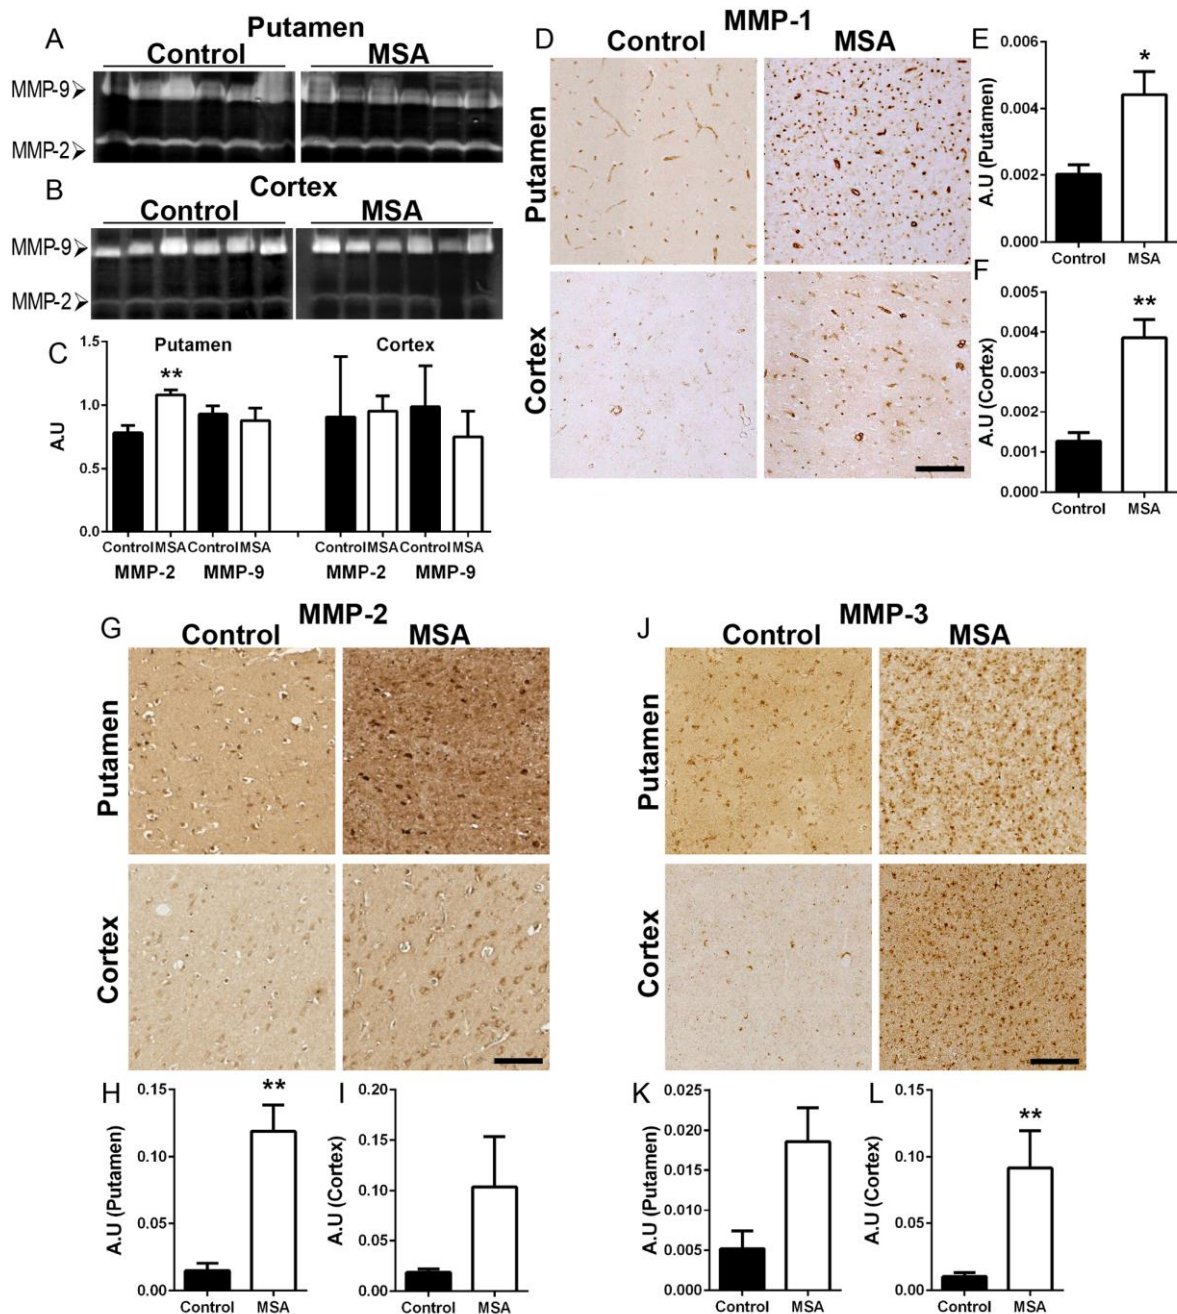 A
Putamen
Control MSA
MMP-9
MMP-2
B
Cortex
Control MSA
MMP-9
MMP-2
C
Putamen Cortex
**
A.U
1.5
1.0
0.5
0.0
Control MSA Control MSA Control MSA Control MSA
MMP-2 MMP-9 MMP-2 MMP-9
D
MMP-1
Control MSA
Putamen
Cortex
E
A.U (Putamen)
0.006
0.004
0.002
0.000
*
Control MSA
F
A.U (Cortex)
0.005
0.004
0.003
0.002
0.001
0.000
**
Control MSA
G
MMP-2
Control MSA
Putamen
Cortex
H
A.U (Putamen)
0.15
0.10
0.05
0.00
**
Control MSA
I
A.U (Cortex)
0.20
0.15
0.10
0.05
0.00
Control MSA
J
MMP-3
Control MSA
Putamen
Cortex
K
A.U (Putamen)
0.025
0.020
0.015
0.010
0.005
0.000
Control MSA
L
A.U (Cortex)
0.15
0.10
0.05
0.00
**
Control MSA